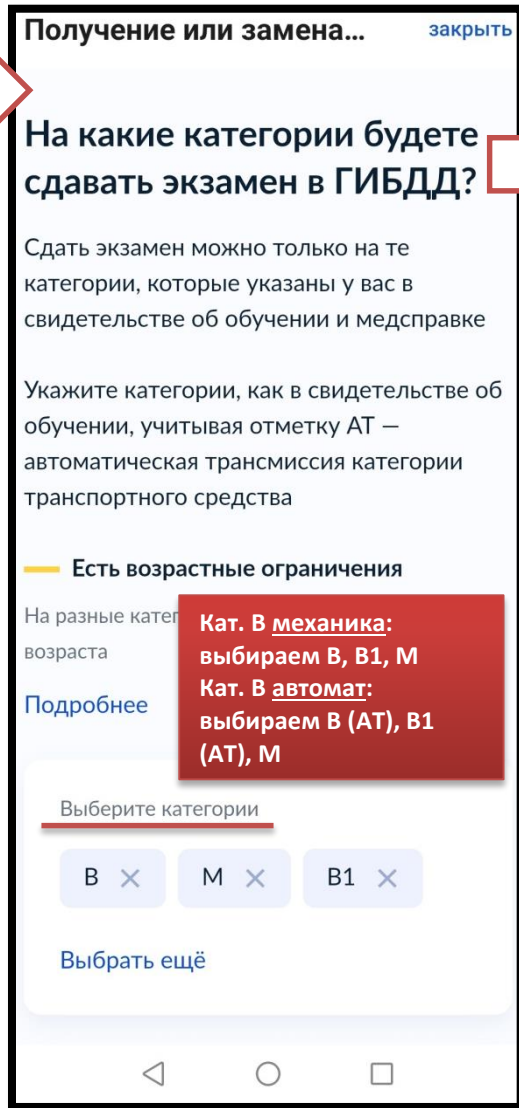 Получение или замена... закрыть
На какие категории будете
сдавать экзамен в ГИБДД?
Сдать экзамен можно только на те
категории, которые указаны у вас в
свидетельстве об обучении и медсправке
Укажите категории, как в свидетельстве об
обучении, учитывая отметку АТ —
автоматическая трансмиссия категории
транспортного средства
Есть возрастные ограничения
На разные катег
возраста
Подробнее
Кат. В механика:
выбираем В, В1, М
Кат. В автомат:
выбираем В (АТ), В1
(АТ), М
Выберите категории
B × M × B1 ×
Выбрать ещё